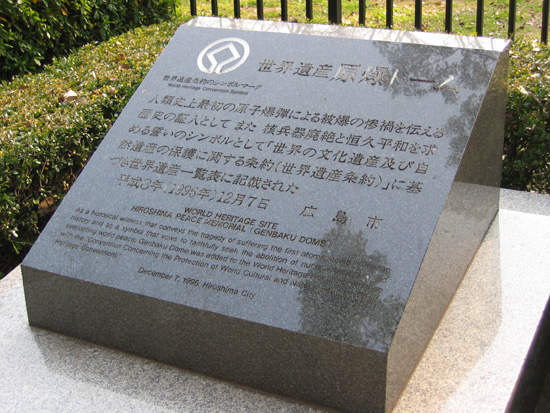 世界遺産条約のシンボルマーク
World Heritage Convention Symbol
世界遺産 原爆ドーム
人類史上最初の原子爆弾による被爆の惨禍を伝える
歴史の証人として また 核兵器廃絶と恒久平和を求
める誓いのシンボルとして「世界の文化遺産及び自
然遺産の保護に関する条約〈世界遺産条約〉」に基
づき世界遺産一覧表に記載された
平成8年(1996年)12月7日 広島市
WORLD HERITAGE SITE
HIROSHIMA PEACE MEMORIAL (GENBAKU DOME)
As a historical witness that conveys the tragedy of suffering the first atomic
and as a symbol that vows to faithfully seek the abolition of nuclear
everlasting world peace, Genbaku Dome was added to the World Heritage
with the "Convention Concerning the Protection of World Cultural and Natural
Heritage Convention)."
December 7, 1996, Hiroshima City